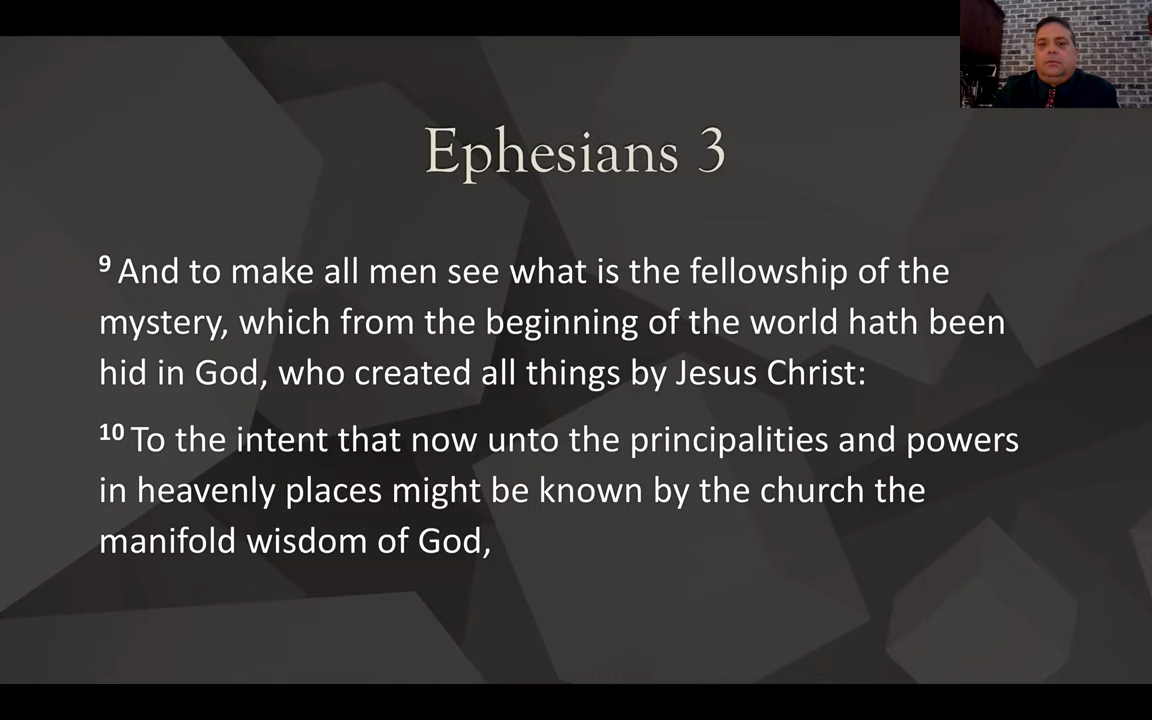 Ephesians 3
9 And to make all men see what is the fellowship of the
mystery, which from the beginning of the world hath been
hid in God, who created all things by Jesus Christ:
10 To the intent that now unto the principalities and powers
in heavenly places might be known by the church the
manifold wisdom of God,